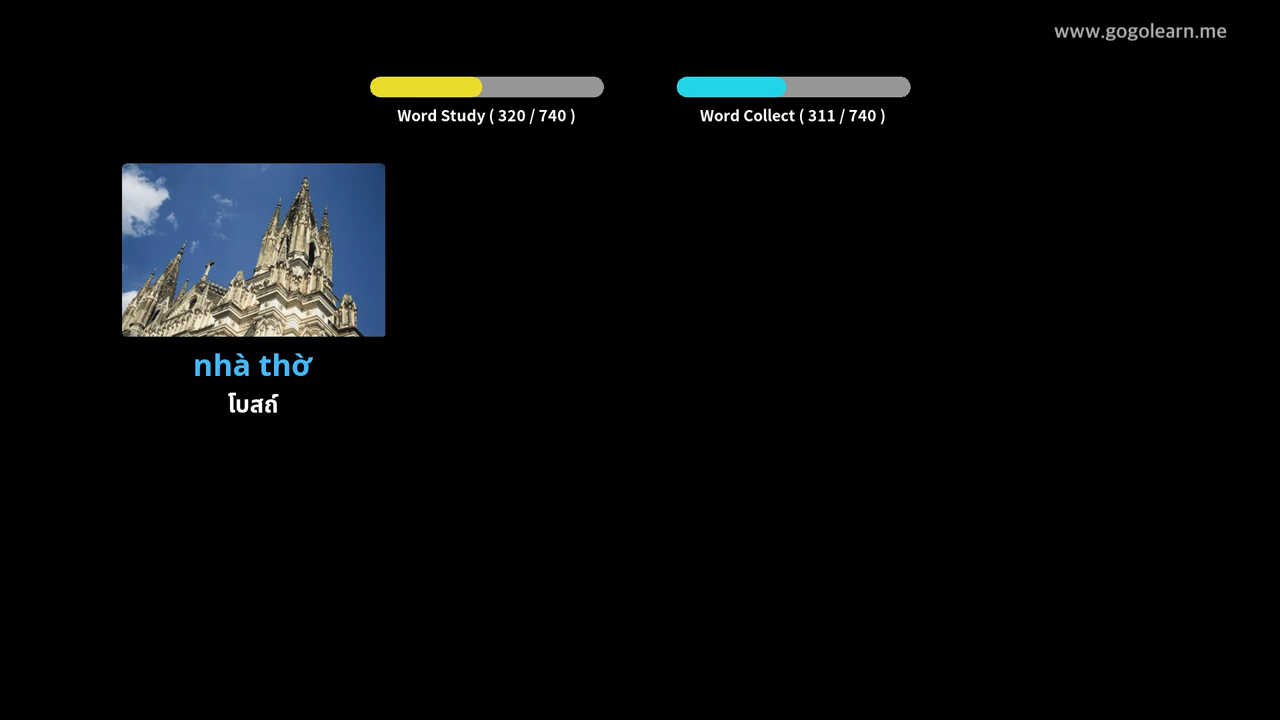 www.gogolearn.me
Word Study ( 320 / 740 )
Word Collect ( 311 / 740 )
nhà thờ
โบสถ์